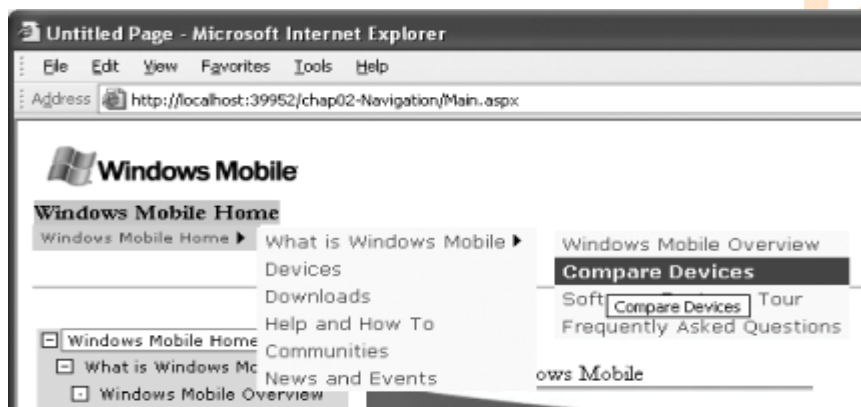 Untitled Page - Microsoft Internet Explorer
File Edit View Favorites Tools Help
Address http://localhost:39952/chap02-Navigation/Main.aspx
Windows Mobile
Windows Mobile Home
Windows Mobile Home
What is Windows Mobile
Devices
Downloads
Help and How To
Communities
News and Events
Windows Mobile Overview
Compare Devices
Soft Tour
Compare Devices
Frequently Asked Questions
Windows Mobile Home
What is Windows Mo
Windows Mobile Overview
ows Mobile